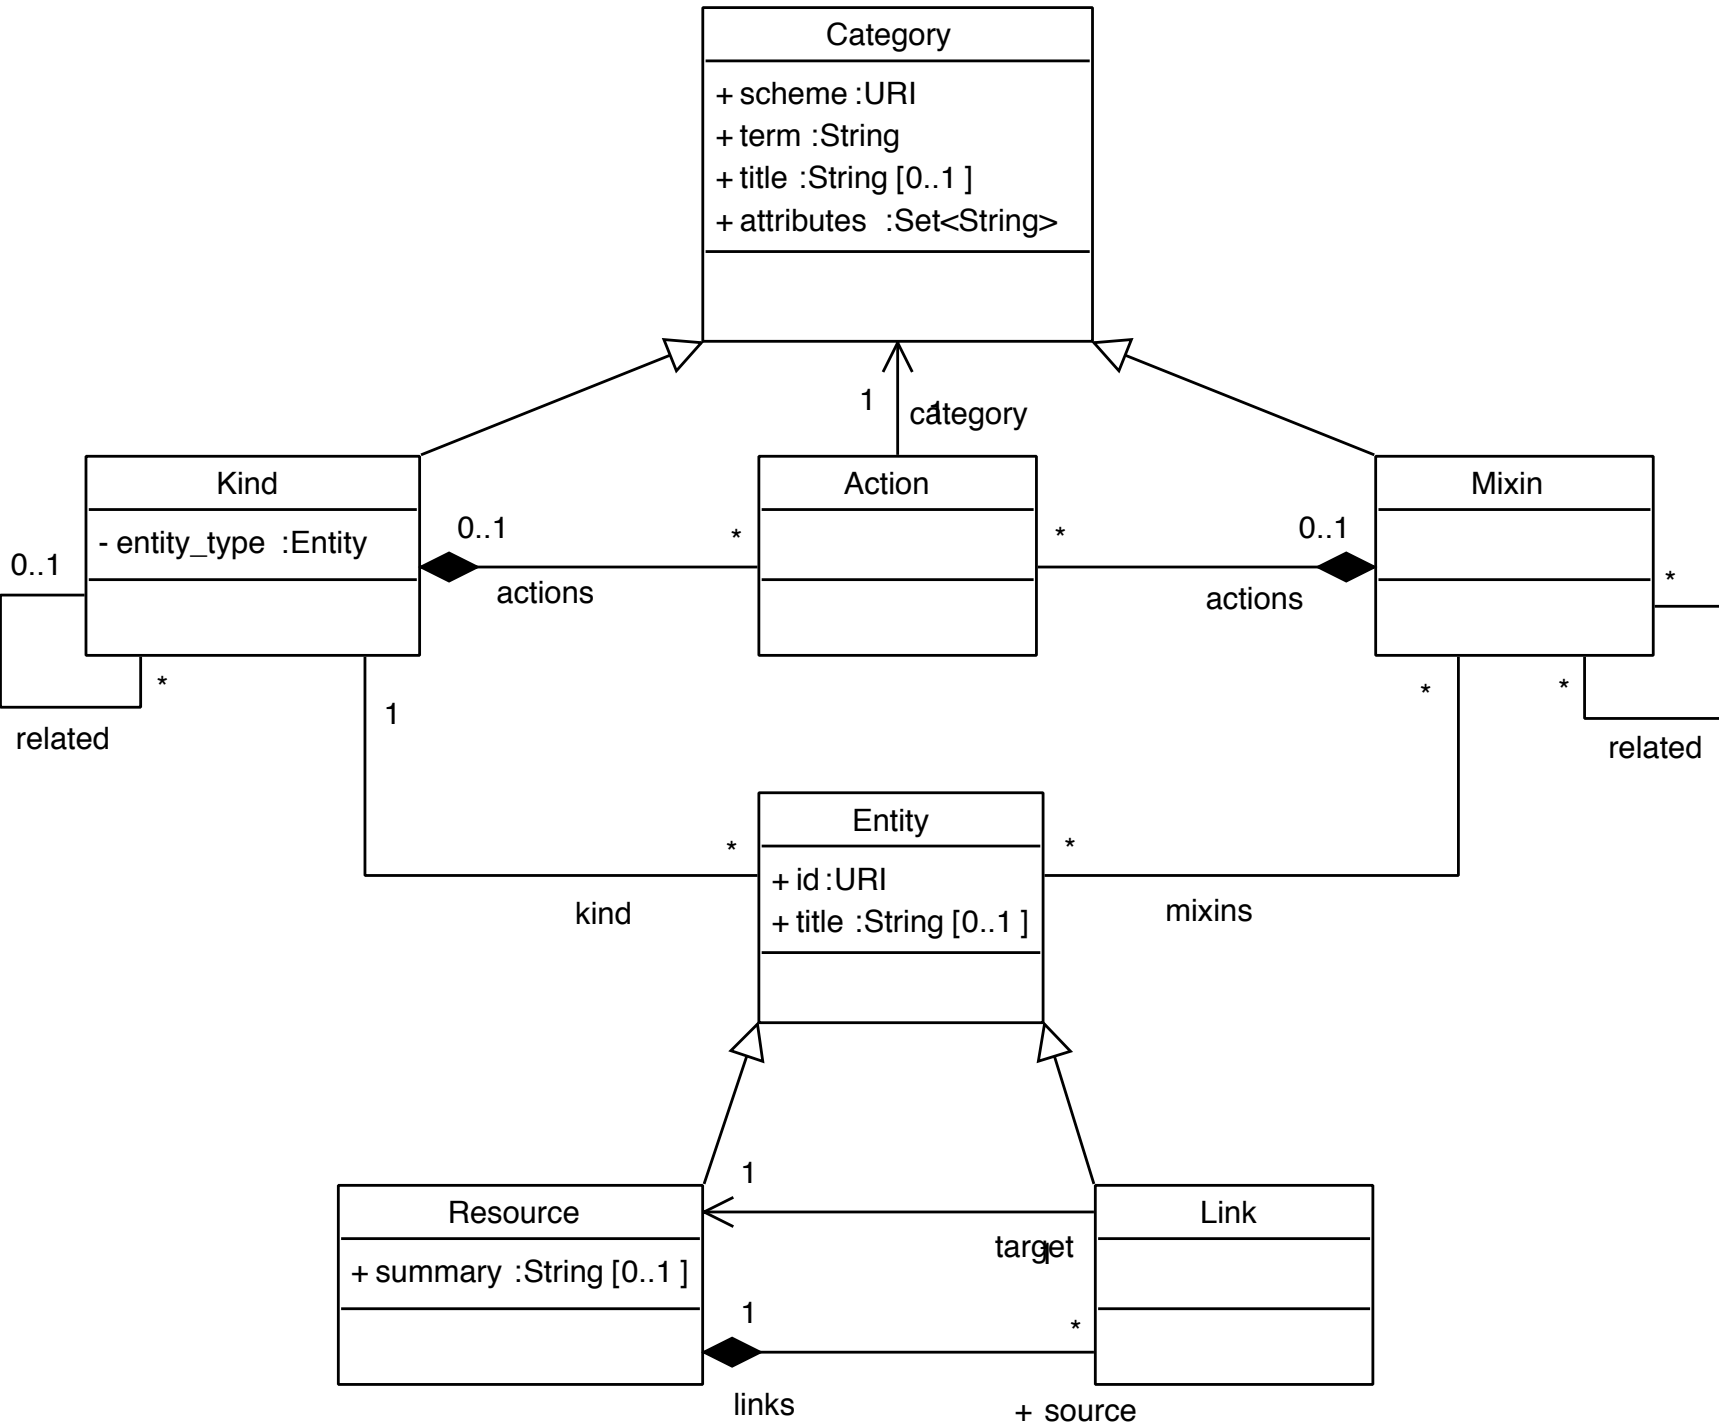 Category
+ scheme :URI
+ term :String
+ title :String [0..1 ]
+ attributes :Set<String>
1
1
category
Kind
- entity_type :Entity
0..1
*
actions
Action
*
0..1
actions
Mixin
0..1
*
related
*
*
related
1
*
kind
*
*
mixins
Entity
+ id :URI
+ title :String [0..1 ]
Resource
+ summary :String [0..1 ]
1
target
1
Link
1
*
links
+ source